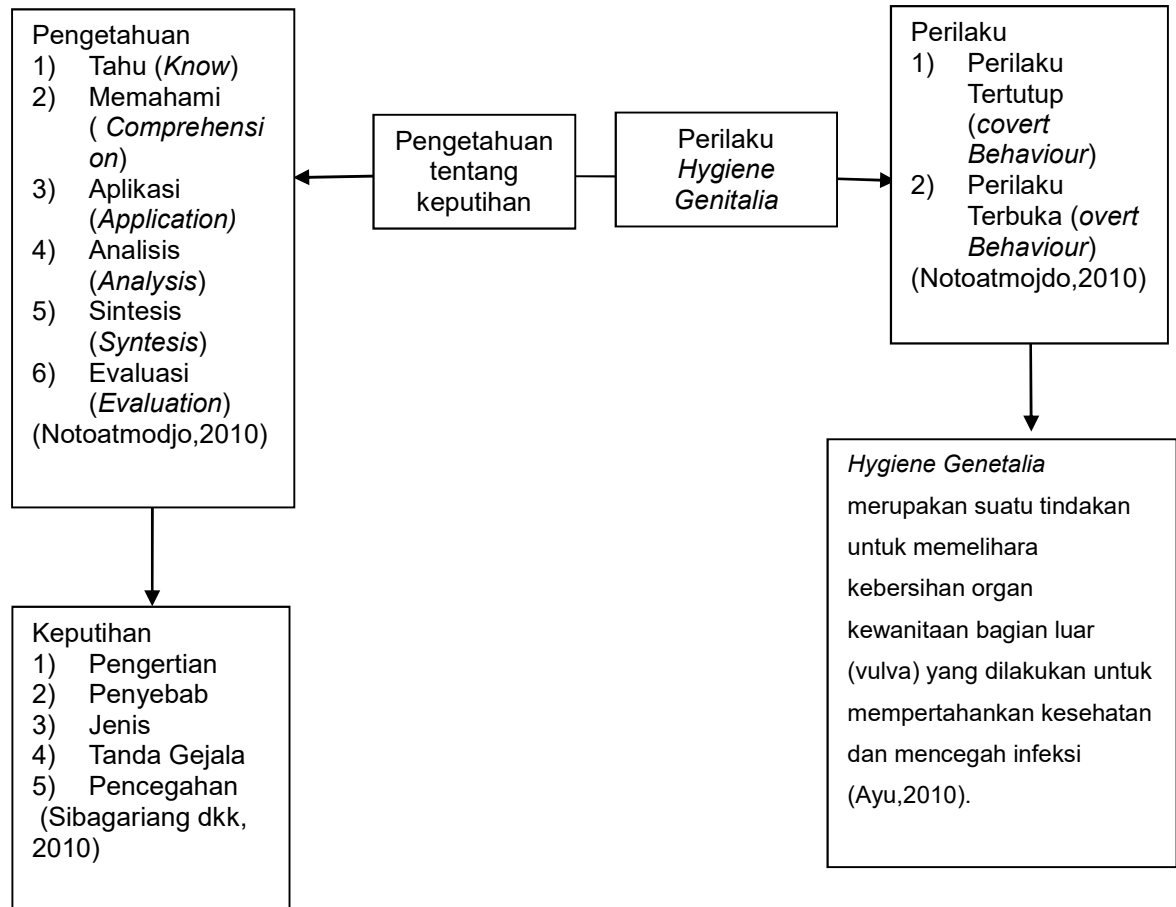 Pengetahuan
1) Tahu (Know)
2) Memahami
( Comprehensi
on)
3) Aplikasi
(Application)
4) Analisis
(Analysis)
5) Sintesis
(Syntesis)
6) Evaluasi
(Evaluation)
(Notoatmodjo,2010)
Pengetahuan
tentang
keputihan
Perilaku
Hygiene
Genitalia
Perilaku
1) Perilaku
Tertutup
(covert
Behaviour)
2) Perilaku
Terbuka (overt
Behaviour)
(Notoatmojdo,2010)
Keputihan
1) Pengertian
2) Penyebab
3) Jenis
4) Tanda Gejala
5) Pencegahan
(Sibagariang dkk,
2010)
Hygiene Genetalia
merupakan suatu tindakan
untuk memelihara
kebersihan organ
kewanitaan bagian luar
(vulva) yang dilakukan untuk
mempertahankan kesehatan
dan mencegah infeksi
(Ayu,2010).